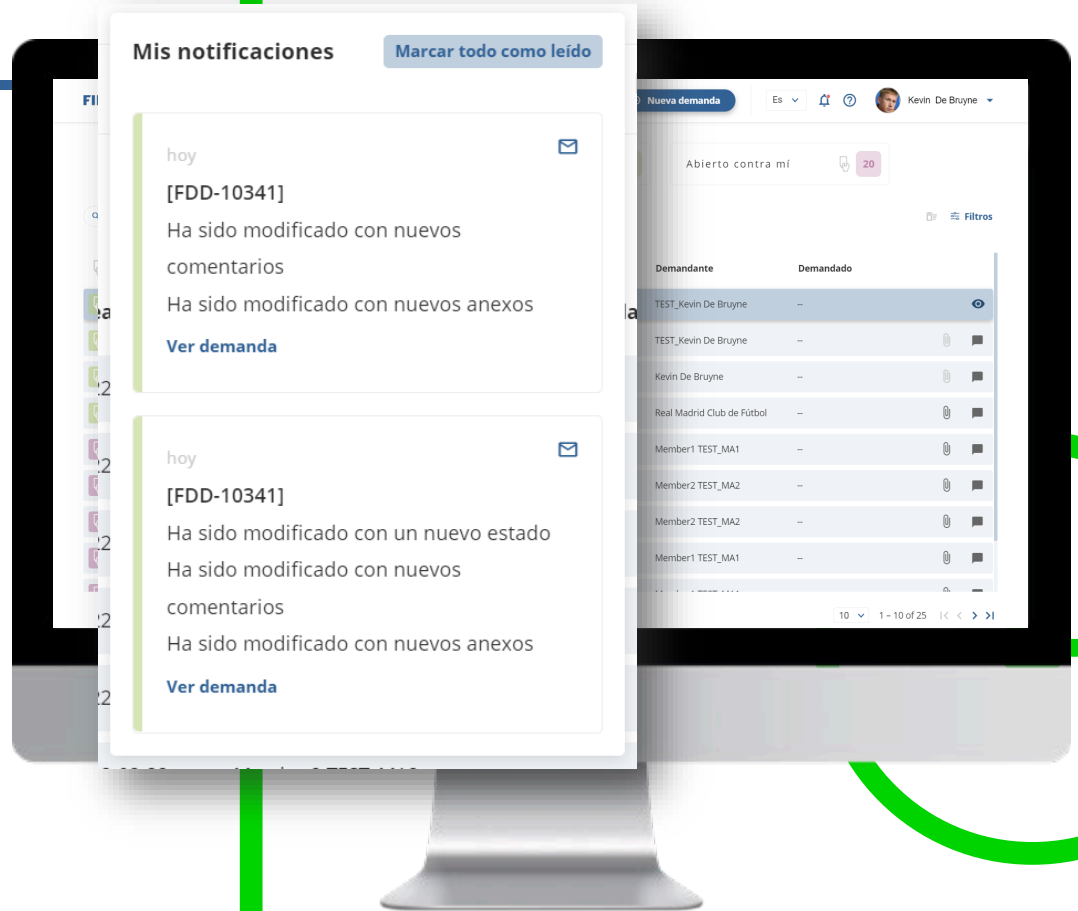 Mis notificaciones
Marcar todo como leído
hoy
[FDD-10341]
Ha sido modificado con nuevos
comentarios
Ha sido modificado con nuevos anexos
Ver demanda
hoy
[FDD-10341]
Ha sido modificado con un nuevo estado
Ha sido modificado con nuevos
comentarios
Ha sido modificado con nuevos anexos
Ver demanda
Nueva demanda
Es
Kevin De Bruyne
Abierto contra mí
20
Filtros
Demandante Demandado
TEST_Kevin De Bruyne --
TEST_Kevin De Bruyne --
Kevin De Bruyne --
Real Madrid Club de Fútbol --
Member1 TEST_MA1 --
Member2 TEST_MA2 --
Member2 TEST_MA2 --
Member1 TEST_MA1 --
10 1 – 10 of 25